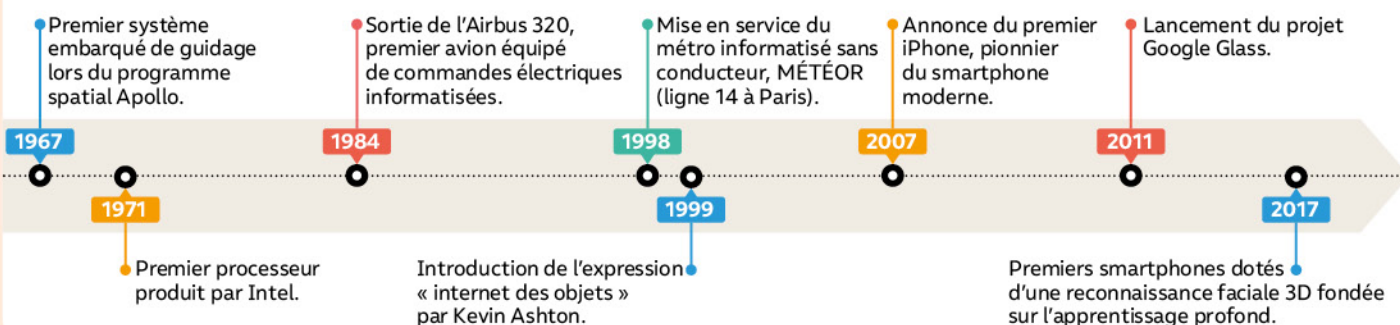 Premier système
embarqué de guidage
lors du programme
spatial Apollo.
1967
1971
Premier processeur
produit par Intel.
Sortie de l’Airbus 320,
premier avion équipé
de commandes électriques
informatisées.
1984
Mise en service du
métro informatisé sans
conducteur, MÉTÉOR
(ligne 14 à Paris).
1998
1999
Introduction de l’expression
« internet des objets »
par Kevin Ashton.
Annonce du premier
iPhone, pionnier
du smartphone
moderne.
2007
Lancement du projet
Google Glass.
2011
2017
Premiers smartphones dotés
d’une reconnaissance faciale 3D fondée
sur l’apprentissage profond.